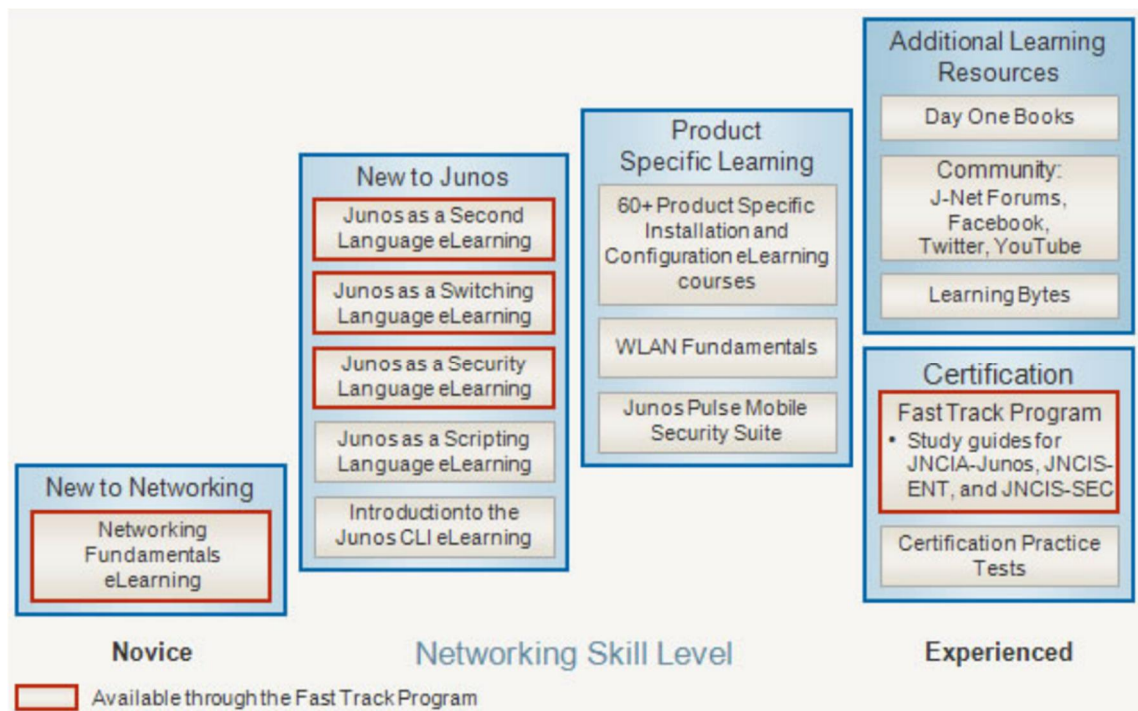 Additional Learning
Resources
Day One Books
Community:
J-Net Forums,
Facebook,
Twitter, YouTube
Learning Bytes
Product
Specific Learning
60+ Product Specific
Installation and
Configuration eLearning
courses
WLAN Fundamentals
Junos Pulse Mobile
Security Suite
New to Junos
Junos as a Second
Language eLearning
Junos as a Switching
Language eLearning
Junos as a Security
Language eLearning
Junos as a Scripting
Language eLearning
Introductionto the
Junos CLI eLearning
Certification
Fast Track Program
• Study guides for
JNCIA-Junos, JNCIS-
ENT, and JNCIS-SEC
Certification Practice
Tests
New to Networking
Networking
Fundamentals
eLearning
Novice
Networking Skill Level
Experienced
Available through the Fast Track Program